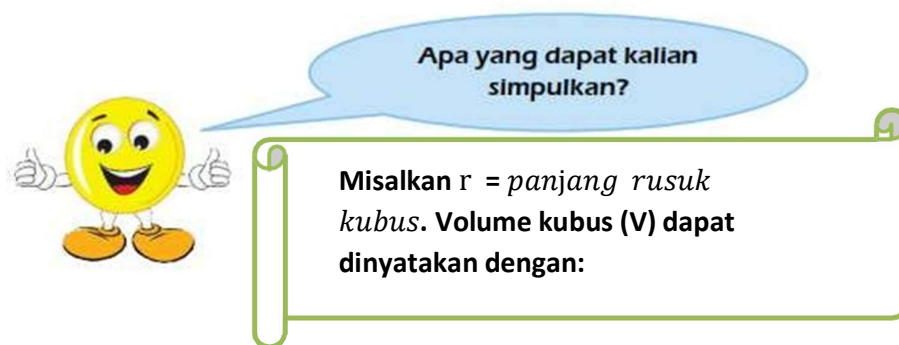 Apa yang dapat kalian
simpulkan?
Misalkan r = panjang rusuk
kubus. Volume kubus (V) dapat
dinyatakan dengan: